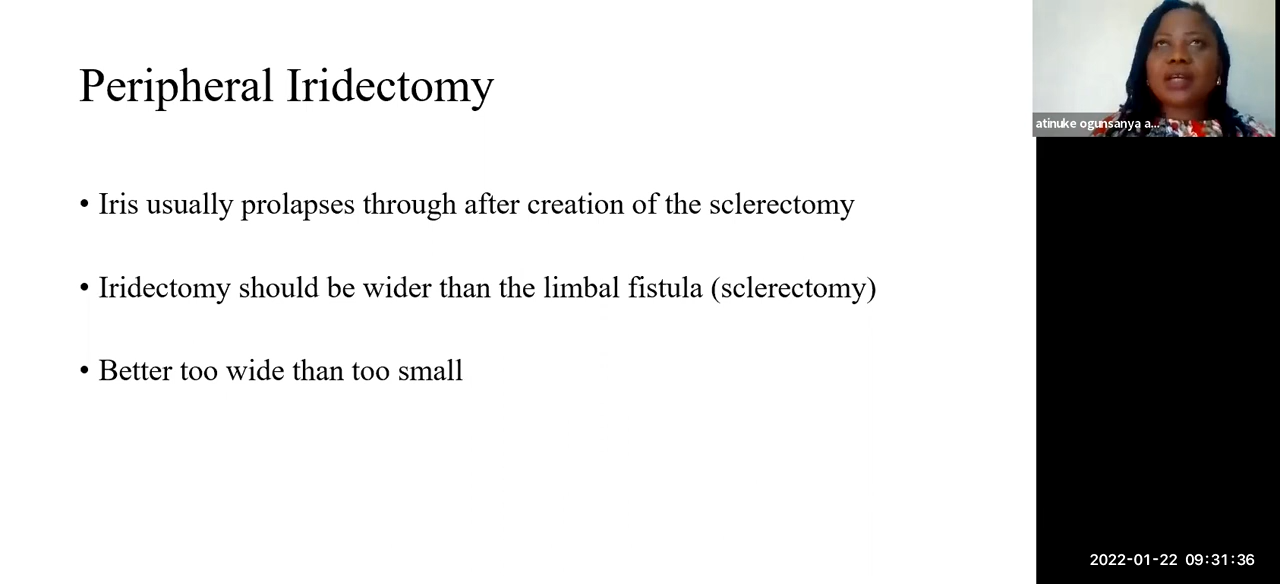 Peripheral Iridectomy
atinuke ogunsanya a...
• Iris usually prolapses through after creation of the sclerectomy
• Iridectomy should be wider than the limbal fistula (sclerectomy)
• Better too wide than too small
2022-01-22 09:31:36